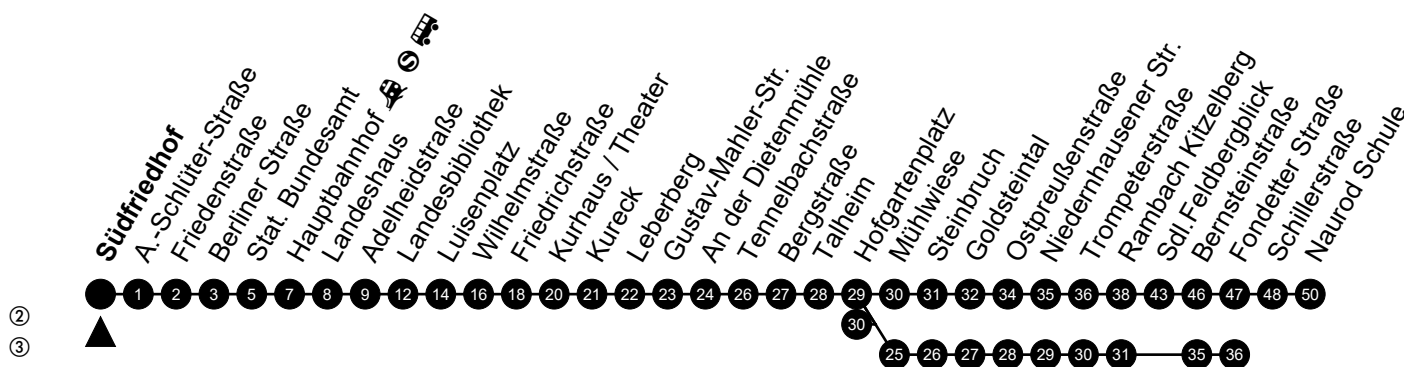 Südfriedhof
A.-Schlüter-Straße
Friedenstraße
Berliner Straße
Stat. Bundesamt
Hauptbahnhof S
Landeshaus
Adelheidstraße
Landesbibliothek
Luisenplatz
Wilhelmstraße
Friedrichstraße
Kurhaus / Theater
Kureck
Leberberg
Gustav-Mahler-Str.
An der Dietenmühle
Tennelbachstraße
Bergstraße
Talheim
Hofgartenplatz
Mühlwiese
Steinbruch
Goldsteintal
Ostpreußenstraße
Niedernhausener Str.
Trompeterstraße
Rambach Kitzelberg
Sdl.Feldbergblick
Bernsteinstraße
Fondetter Straße
Schillerstraße
Naurod Schule
1 2 3 5 7 8 9 12 14 16 18 20 21 22 23 24 26 27 28 29 30 31 32 34 35 36 38 43 46 47 48 50
② 30
③ 25 26 27 28 29 30 31 35 36